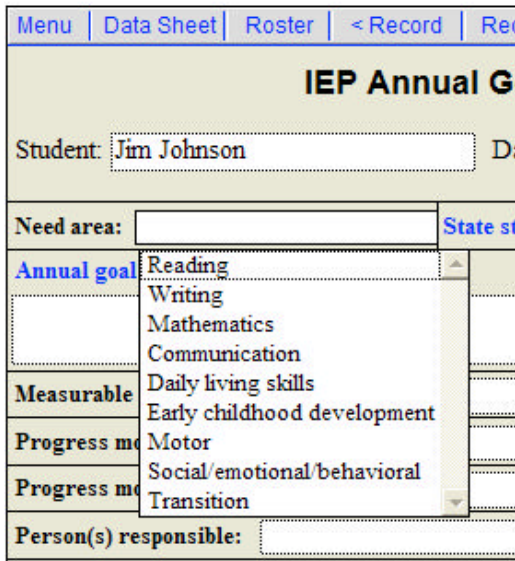 Menu | Data Sheet | Roster | < Record | Rec
IEP Annual G
Student: Jim Johnson Da
Need area: State st
Annual goal
Reading
Writing
Mathematics
Communication
Daily living skills
Early childhood development
Motor
Social/emotional/behavioral
Transition
Measurable
Progress mo
Progress mo
Person(s) responsible: